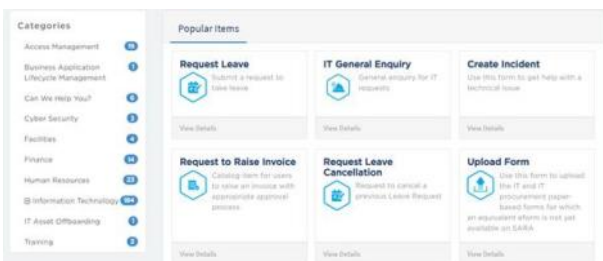 Categories
Access Management 19
Business Application
Lifecycle Management
Can We Help You?
Cyber Security
Facilities 4
Finance 14
Human Resources 23
Information Technology 184
IT Asset Offboarding
Training
Popular Items
Request Leave
Submit a request to
take leave
View Details
IT General Enquiry
General enquiry for IT
requests
View Details
Create Incident
Use this form to get help with a
technical issue
View Details
Request to Raise Invoice
Catalog item for users
to raise an invoice with
appropriate approval
process.
View Details
Request Leave
Cancellation
Request to cancel a
previous Leave Request
View Details
Upload Form
Use this form to upload
the IT and IT
procurement paper-
based forms for which
an equivalent eform is not yet
available on SARA
View Details